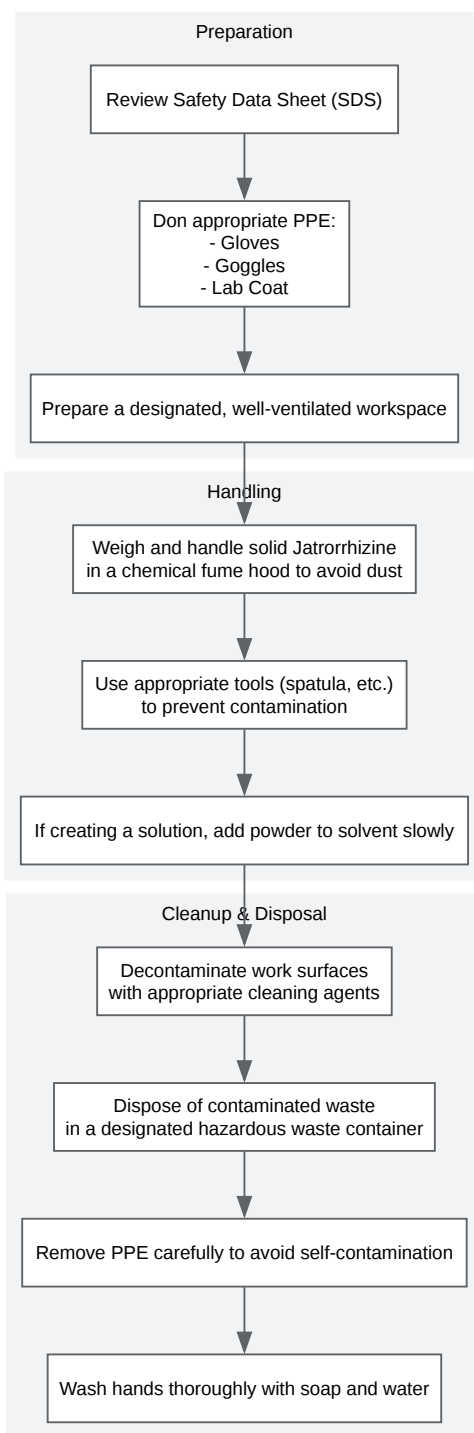 Preparation
Review Safety Data Sheet (SDS)
Don appropriate PPE:
- Gloves
- Goggles
- Lab Coat
Prepare a designated, well-ventilated workspace
Handling
Weigh and handle solid Jatrorrhizine
in a chemical fume hood to avoid dust
Use appropriate tools (spatula, etc.)
to prevent contamination
If creating a solution, add powder to solvent slowly
Cleanup & Disposal
Decontaminate work surfaces
with appropriate cleaning agents
Dispose of contaminated waste
in a designated hazardous waste container
Remove PPE carefully to avoid self-contamination
Wash hands thoroughly with soap and water